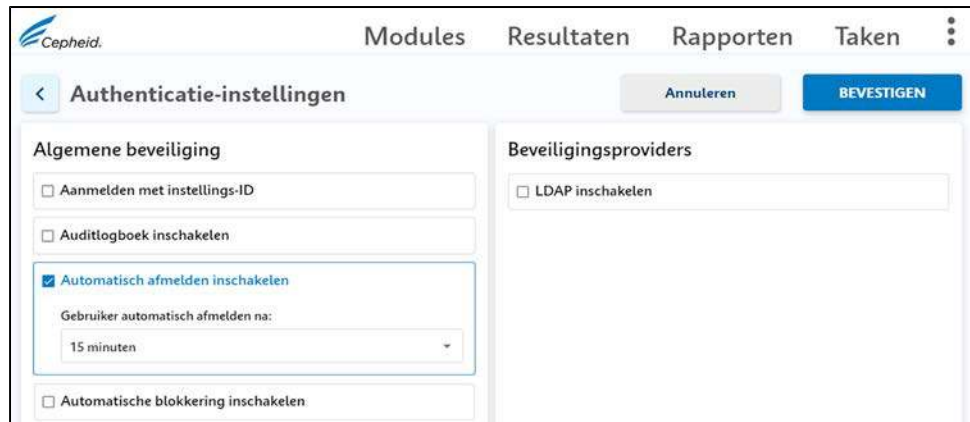 Cepheid.
Modules Resultaten Rapporten Taken
Authenticatie-instellingen
Annuleren
BEVESTIGEN
Algemene beveiliging
Aanmelden met instellings-ID
Auditlogboek inschakelen
Automatisch afmelden inschakelen
Gebruiker automatisch afmelden na:
15 minuten
Automatische blokkering inschakelen
Beveiligingsproviders
LDAP inschakelen